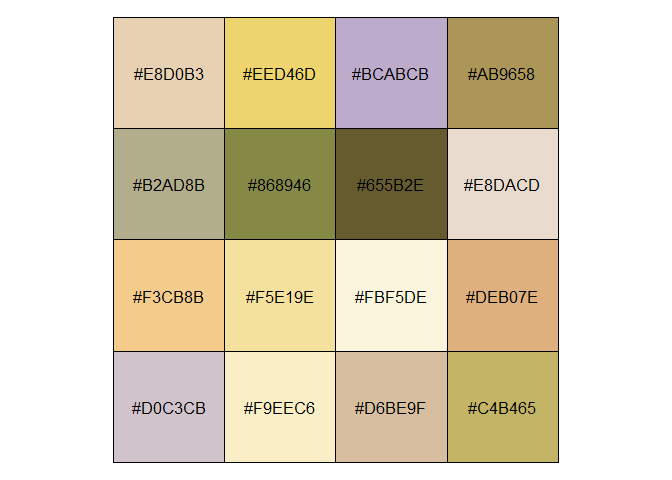 #E8D0B3 #EED46D #BCABCB #AB9658
#B2AD8B #868946 #655B2E #E8DACD
#F3CB8B #F5E19E #FBF5DE #DEB07E
#D0C3CB #F9EEC6 #D6BE9F #C4B465